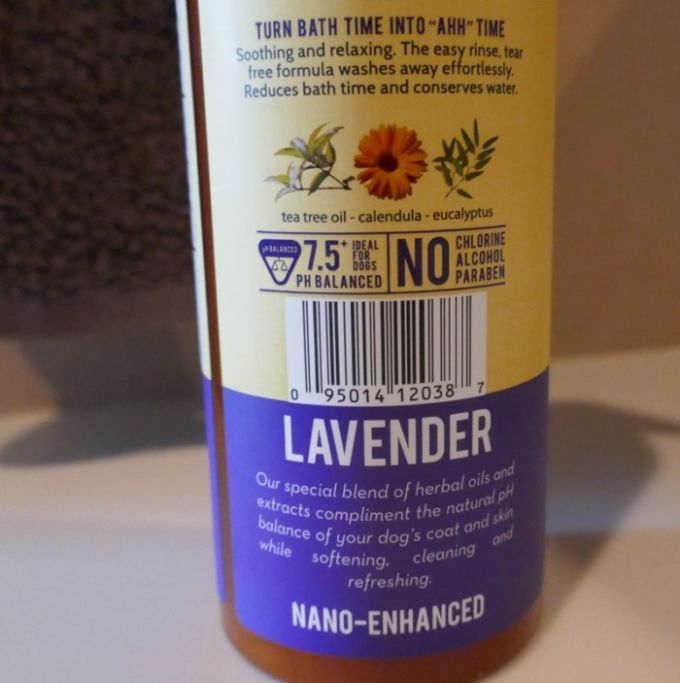 TURN BATH TIME INTO "AHH" TIME
Soothing and relaxing. The easy rinse, tear
free formula washes away effortlessly.
Reduces bath time and conserves water.
tea tree oil - calendula - eucalyptus
pH BALANCED
7.5+ IDEAL FOR DOGS
PH BALANCED
NO CHLORINE
ALCOHOL
PARABEN
0 95014 12038 7
LAVENDER
Our special blend of herbal oils and
extracts compliment the natural pH
balance of your dog's coat and skin
while softening, cleaning and
refreshing.
NANO-ENHANCED